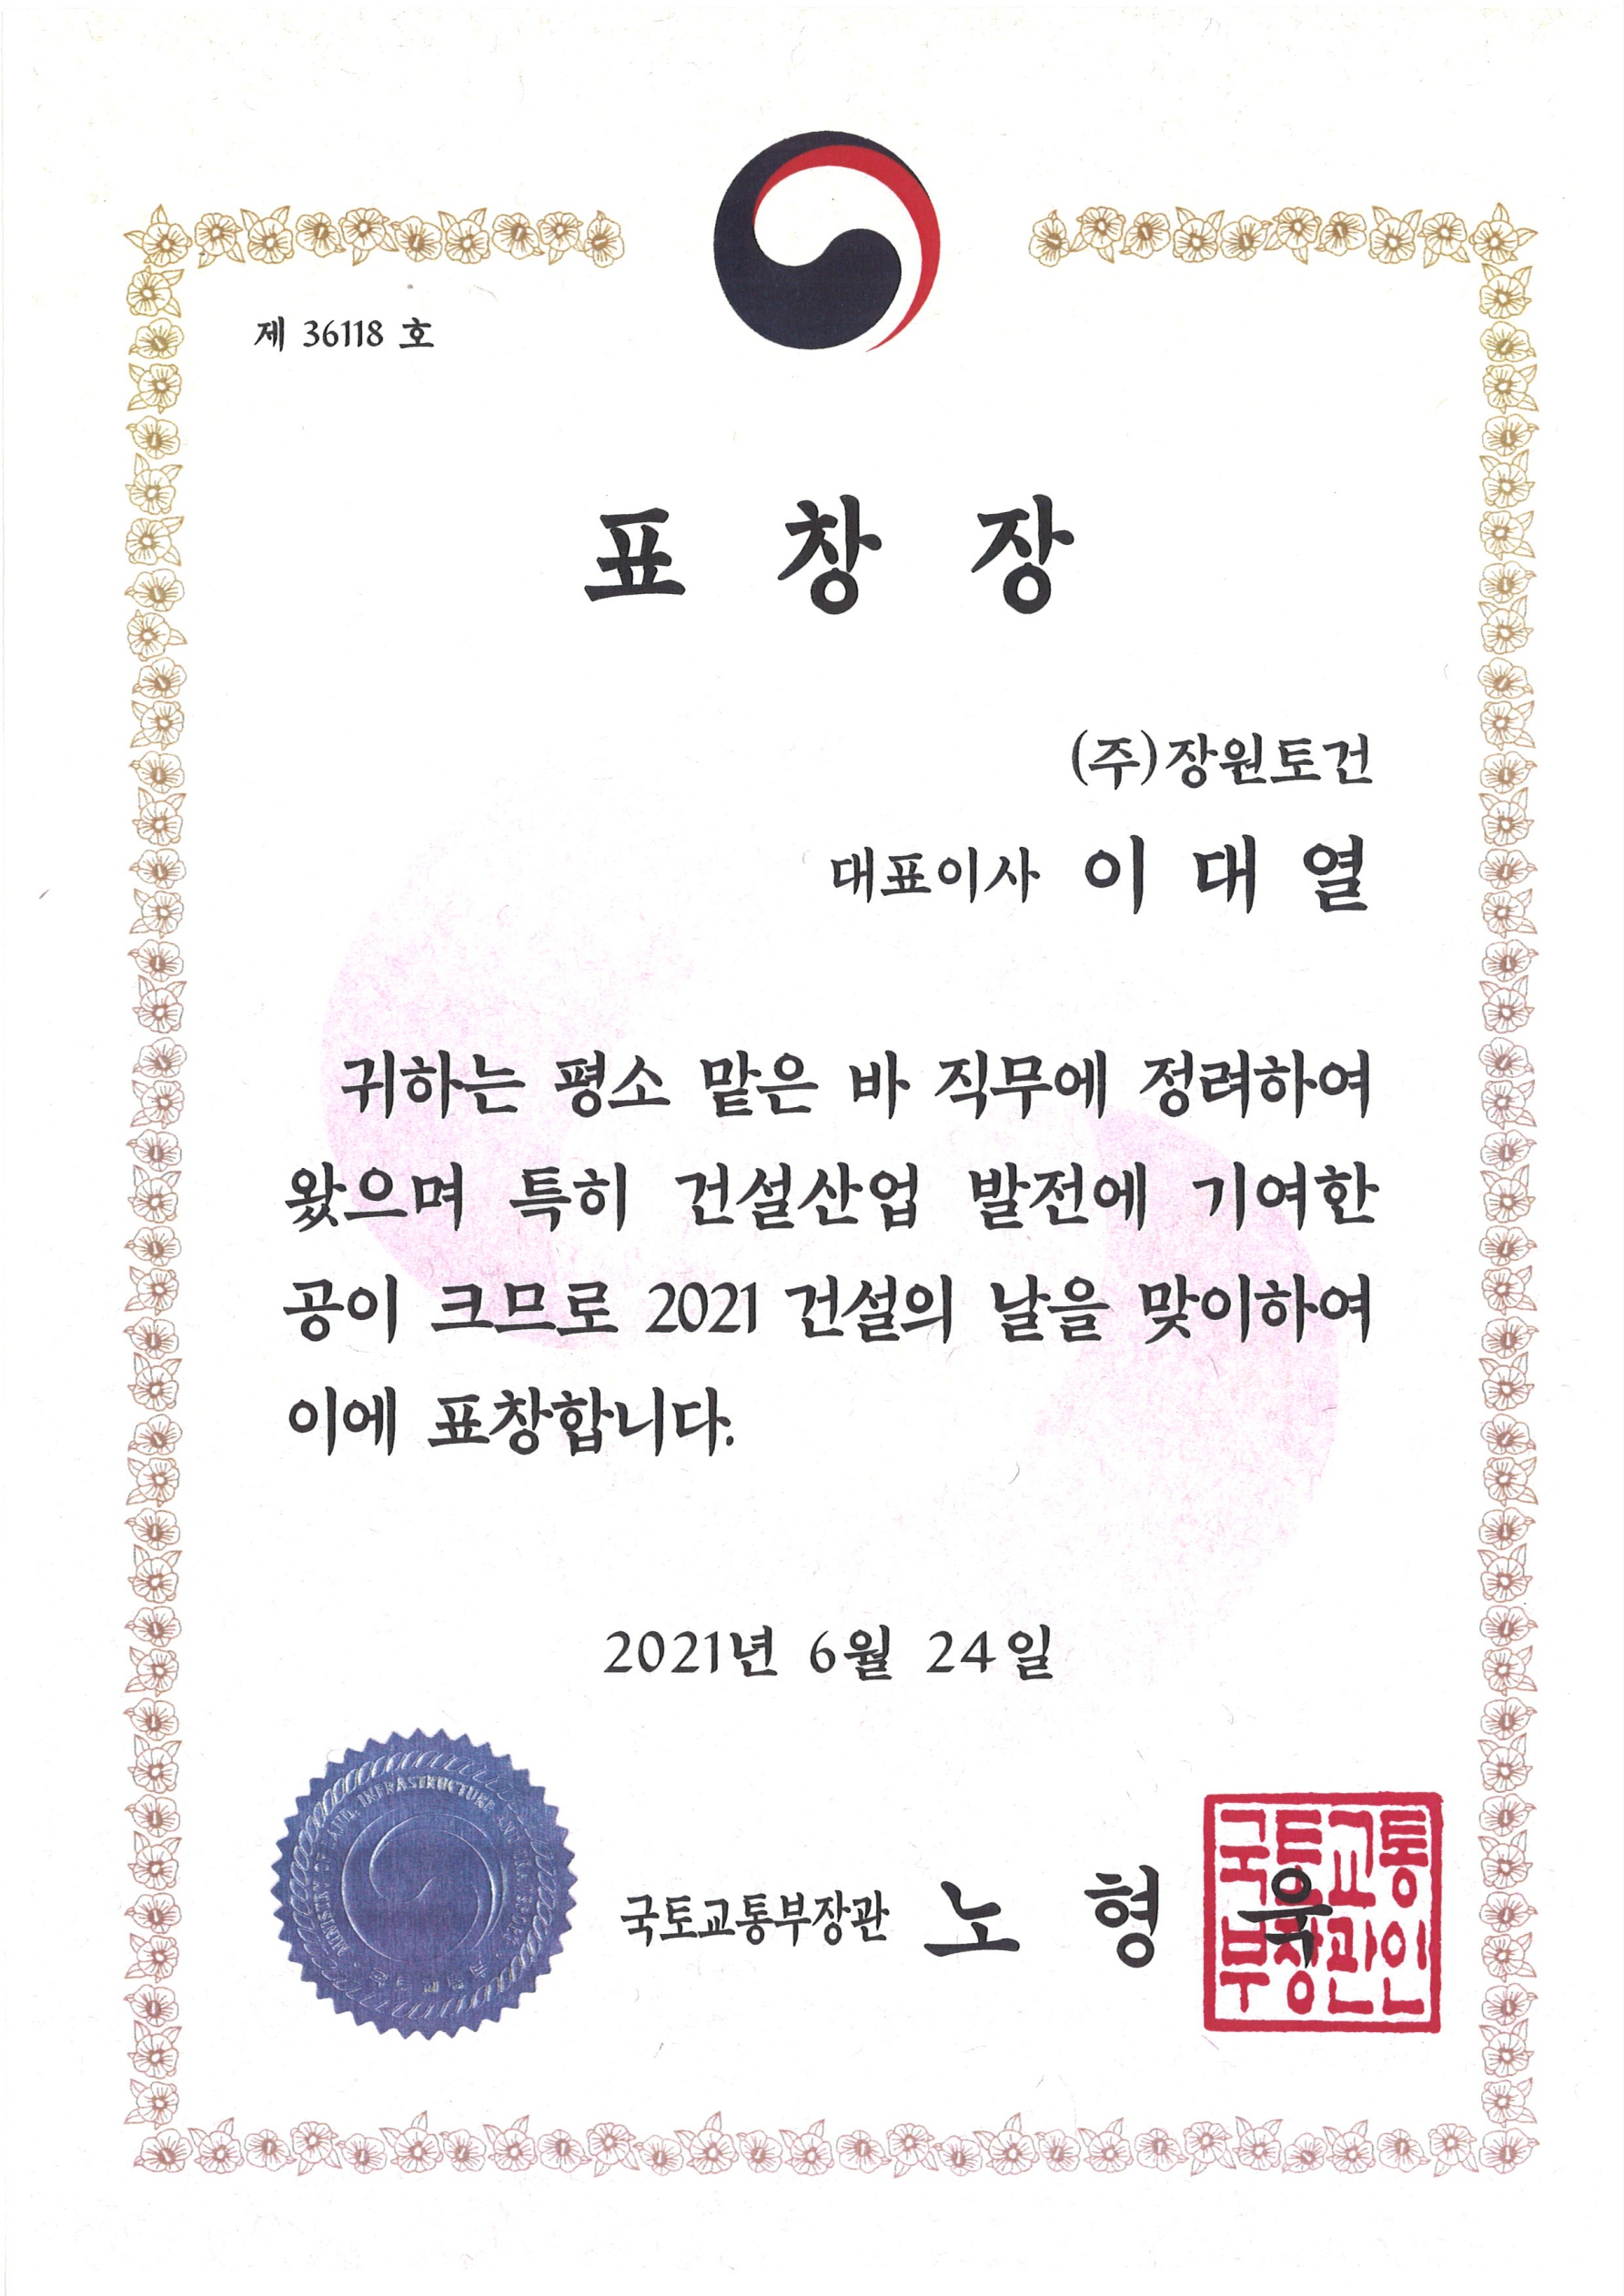 제 36118 호
표 창 장
(주)장원토건
대표이사 이 대 열
귀하는 평소 맡은 바 직무에 정려하여
왔으며 특히 건설산업 발전에 기여한
공이 크므로 2021 건설의 날을 맞이하여
이에 표창합니다.
2021년 6월 24일
MINISTRY OF LAND, INFRASTRUCTURE AND
국토교통부장관 노 형 욱
국토교통
부장관인